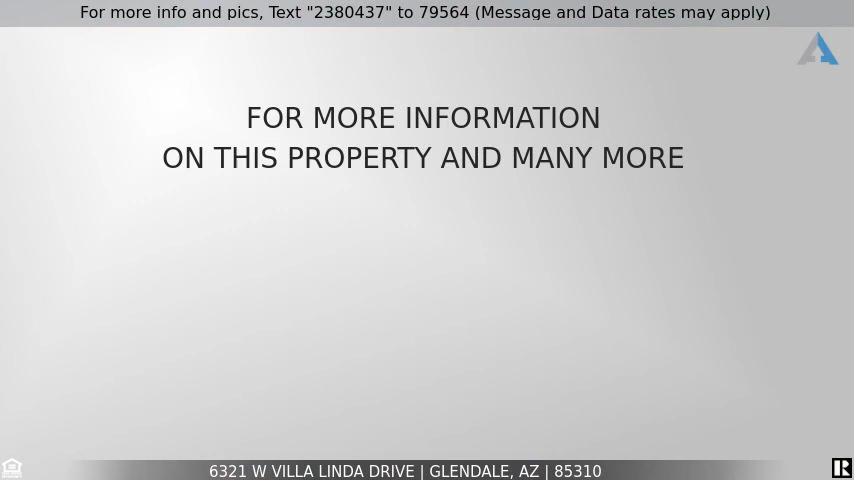 For more info and pics, Text "2380437" to 79564 (Message and Data rates may apply)
FOR MORE INFORMATION
ON THIS PROPERTY AND MANY MORE
6321 W VILLA LINDA DRIVE | GLENDALE, AZ | 85310